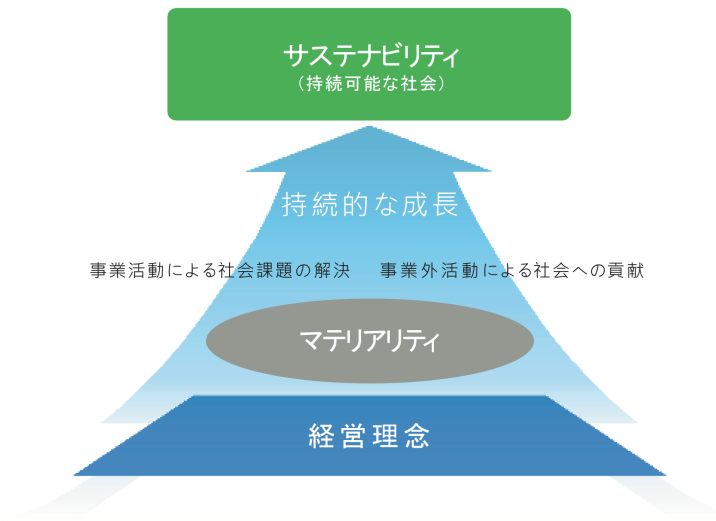 サステナビリティ
（持続可能な社会）
持続的な成長
事業活動による社会課題の解決　事業外活動による社会への貢献
マテリアリティ
経営理念